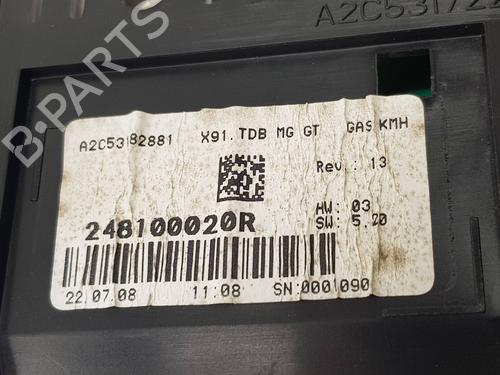 A2C53172
A2C53182881 X91.TDB MG GT GAS KMH
Rev : 13
248100020R
HW: 03
SW: 5.20
22.07.08 11:08 SN:0001090
B-PARTS